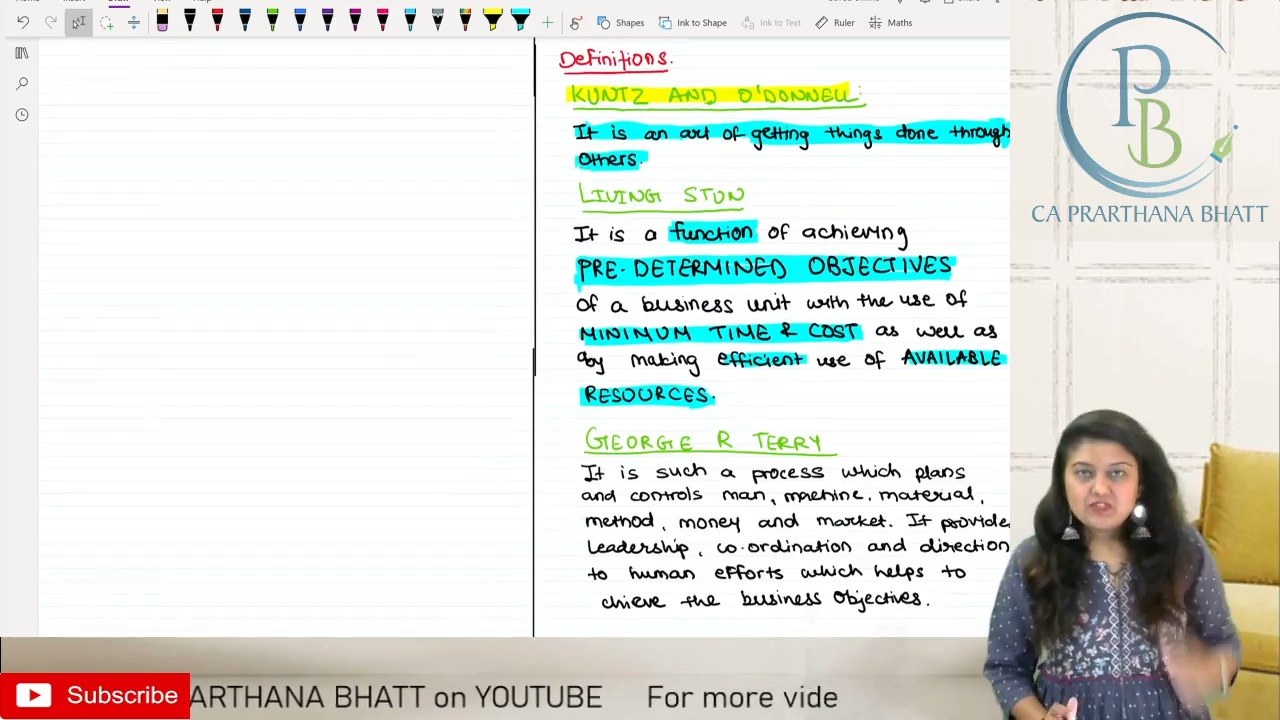 Shapes
Ink to Shape
Ink to Text
Ruler
Maths
Definitions.
KUNTZ AND O'DONNELL:
It is an art of getting things done through
others.
LIVING STON
It is a function of achieving
PRE-DETERMINED OBJECTIVES
of a business unit with the use of
MINIMUM TIME & COST as well as
by making efficient use of AVAILABLE
RESOURCES.
GEORGE R TERRY
It is such a process which plans
and controls man, machine, material,
method, money and market. It provide
leadership, co-ordination and direction
to human efforts which helps to
chieve the business objectives.
PB
CA PRARTHANA BHATT
Subscribe
ARTHANA BHATT on YOUTUBE For more vide